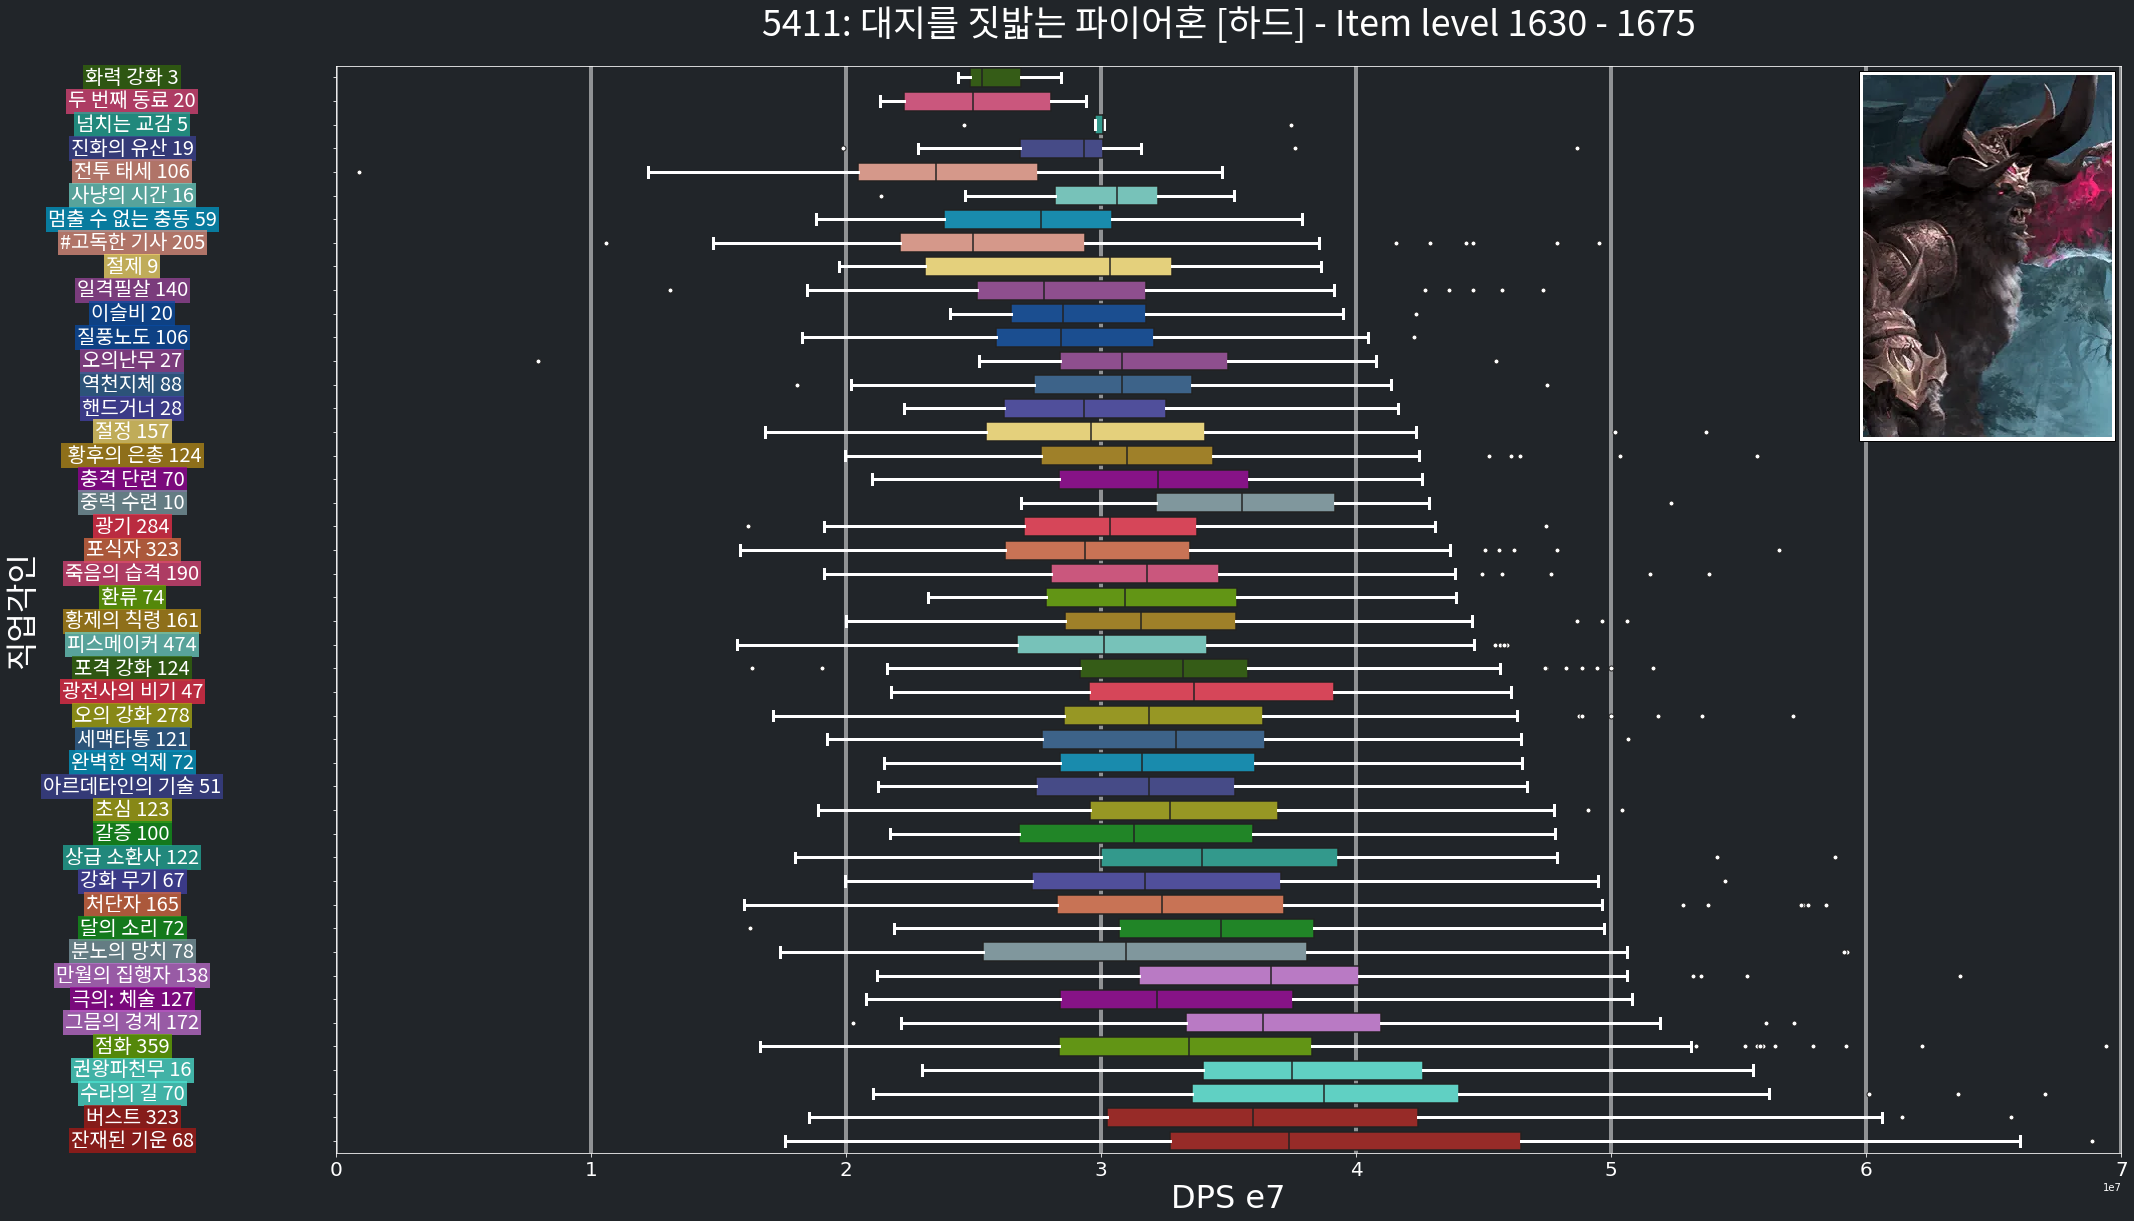 5411: 대지를 짓밟는 파이어혼 [하드] - Item level 1630 - 1675
직업각인
화력 강화 3
두 번째 동료 20
넘치는 교감 5
진화의 유산 19
전투 태세 106
사냥의 시간 16
멈출 수 없는 충동 59
#고독한 기사 205
절제 9
일격필살 140
이슬비 20
질풍노도 106
오의난무 27
역천지체 88
핸드거너 28
절정 157
황후의 은총 124
충격 단련 70
중력 수련 10
광기 284
포식자 323
죽음의 습격 190
환류 74
황제의 칙령 161
피스메이커 474
포격 강화 124
광전사의 비기 47
오의 강화 278
세맥타통 121
완벽한 억제 72
아르데타인의 기술 51
초심 123
갈증 100
상급 소환사 122
강화 무기 67
처단자 165
달의 소리 72
분노의 망치 78
만월의 집행자 138
극의: 체술 127
그믐의 경계 172
점화 359
권왕파천무 16
수라의 길 70
버스트 323
잔재된 기운 68
0 1 2 3 4 5 6 7
1e7
DPS e7